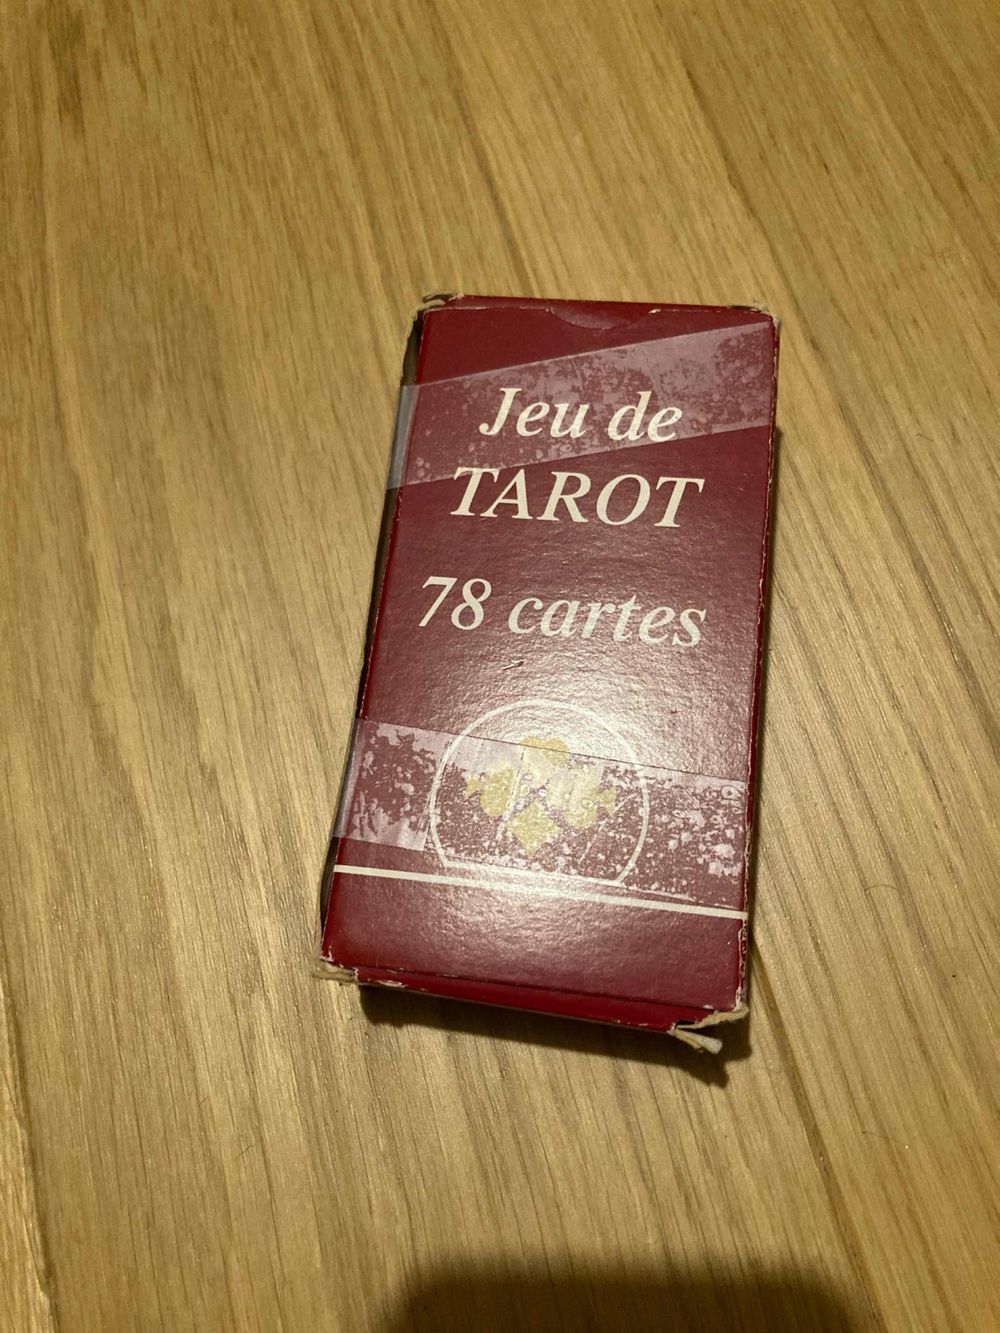 Jeu de
TAROT
78 cartes